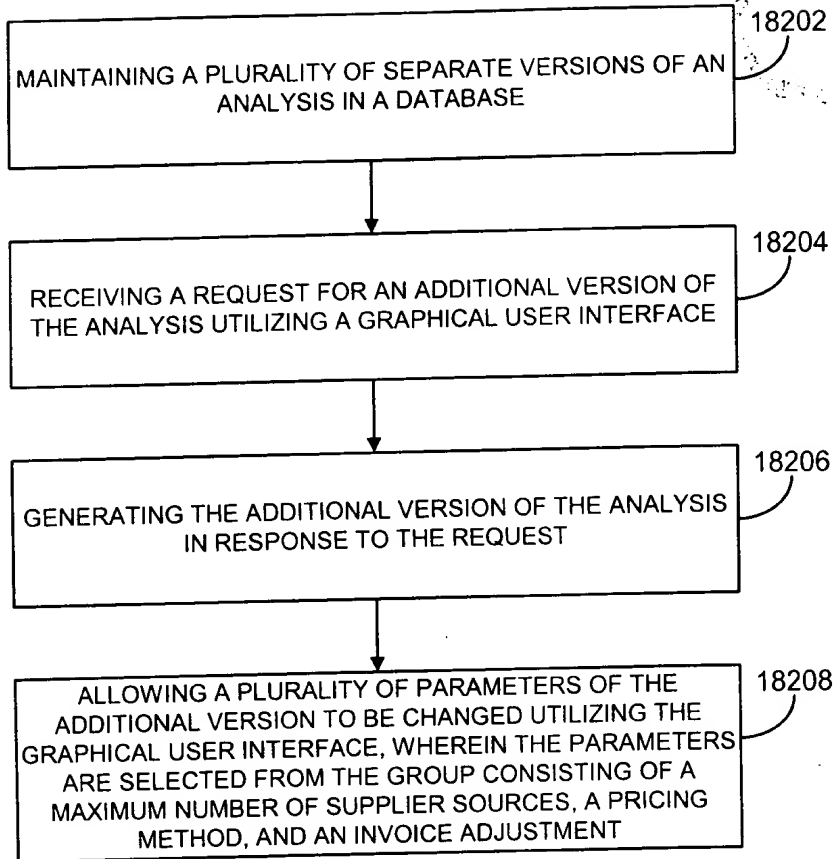 18202
MAINTAINING A PLURALITY OF SEPARATE VERSIONS OF AN
ANALYSIS IN A DATABASE
18204
RECEIVING A REQUEST FOR AN ADDITIONAL VERSION OF
THE ANALYSIS UTILIZING A GRAPHICAL USER INTERFACE
18206
GENERATING THE ADDITIONAL VERSION OF THE ANALYSIS
IN RESPONSE TO THE REQUEST
18208
ALLOWING A PLURALITY OF PARAMETERS OF THE
ADDITIONAL VERSION TO BE CHANGED UTILIZING THE
GRAPHICAL USER INTERFACE, WHEREIN THE PARAMETERS
ARE SELECTED FROM THE GROUP CONSISTING OF A
MAXIMUM NUMBER OF SUPPLIER SOURCES, A PRICING
METHOD, AND AN INVOICE ADJUSTMENT